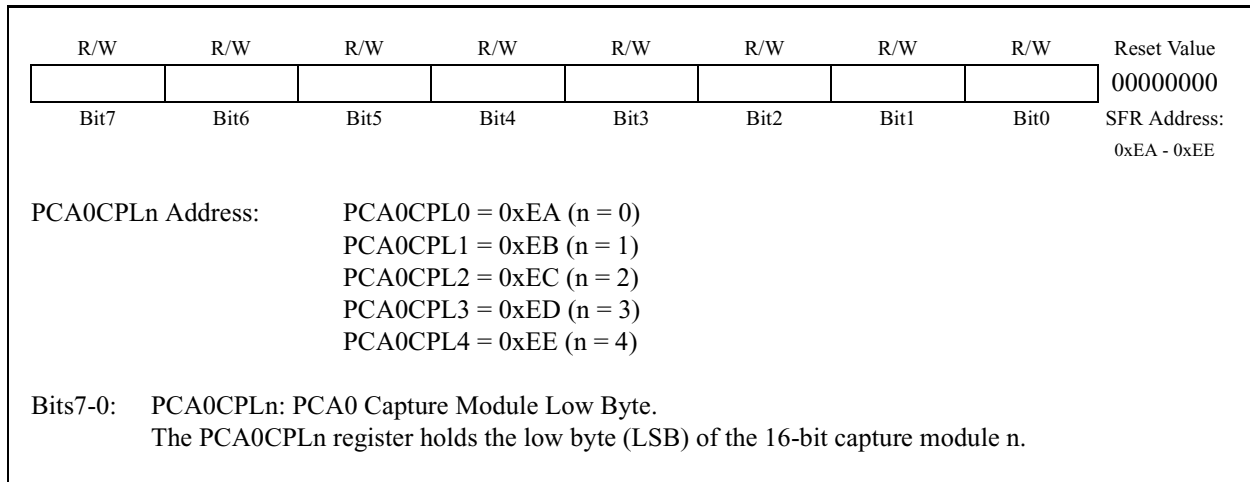 R/W R/W R/W R/W R/W R/W R/W R/W Reset Value
00000000
Bit7 Bit6 Bit5 Bit4 Bit3 Bit2 Bit1 Bit0 SFR Address:
0xEA - 0xEE
PCA0CPLn Address: PCA0CPL0 = 0xEA (n = 0)
PCA0CPL1 = 0xEB (n = 1)
PCA0CPL2 = 0xEC (n = 2)
PCA0CPL3 = 0xED (n = 3)
PCA0CPL4 = 0xEE (n = 4)
Bits7-0: PCA0CPLn: PCA0 Capture Module Low Byte.
The PCA0CPLn register holds the low byte (LSB) of the 16-bit capture module n.